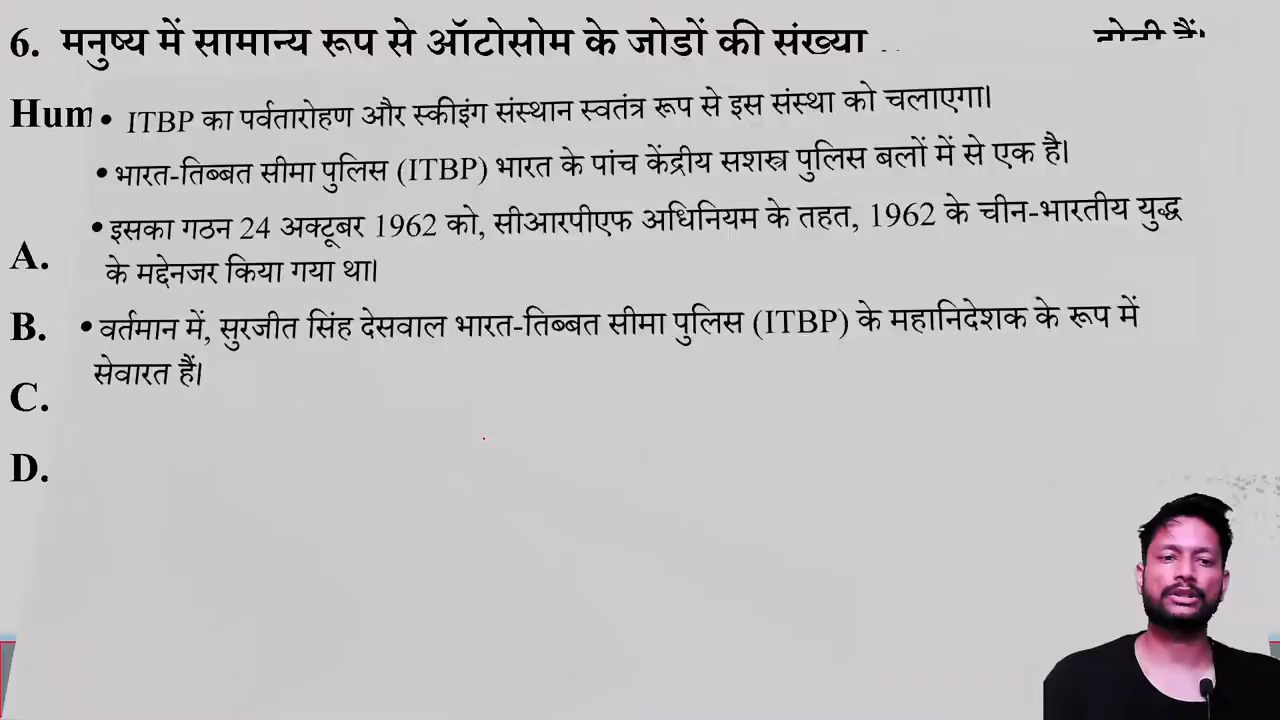 6. मनुष्य में सामान्य रूप से ऑटोसोम के जोडों की संख्या
Hum
• ITBP का पर्वतारोहण और स्कीइंग संस्थान स्वतंत्र रूप से इस संस्था को चलाएगा।
• भारत-तिब्बत सीमा पुलिस (ITBP) भारत के पांच केंद्रीय सशस्त्र पुलिस बलों में से एक है।
• इसका गठन 24 अक्टूबर 1962 को, सीआरपीएफ अधिनियम के तहत, 1962 के चीन-भारतीय युद्ध
के मद्देनजर किया गया था।
• वर्तमान में, सुरजीत सिंह देसवाल भारत-तिब्बत सीमा पुलिस (ITBP) के महानिदेशक के रूप में
सेवारत हैं।
A.
B.
C.
D.